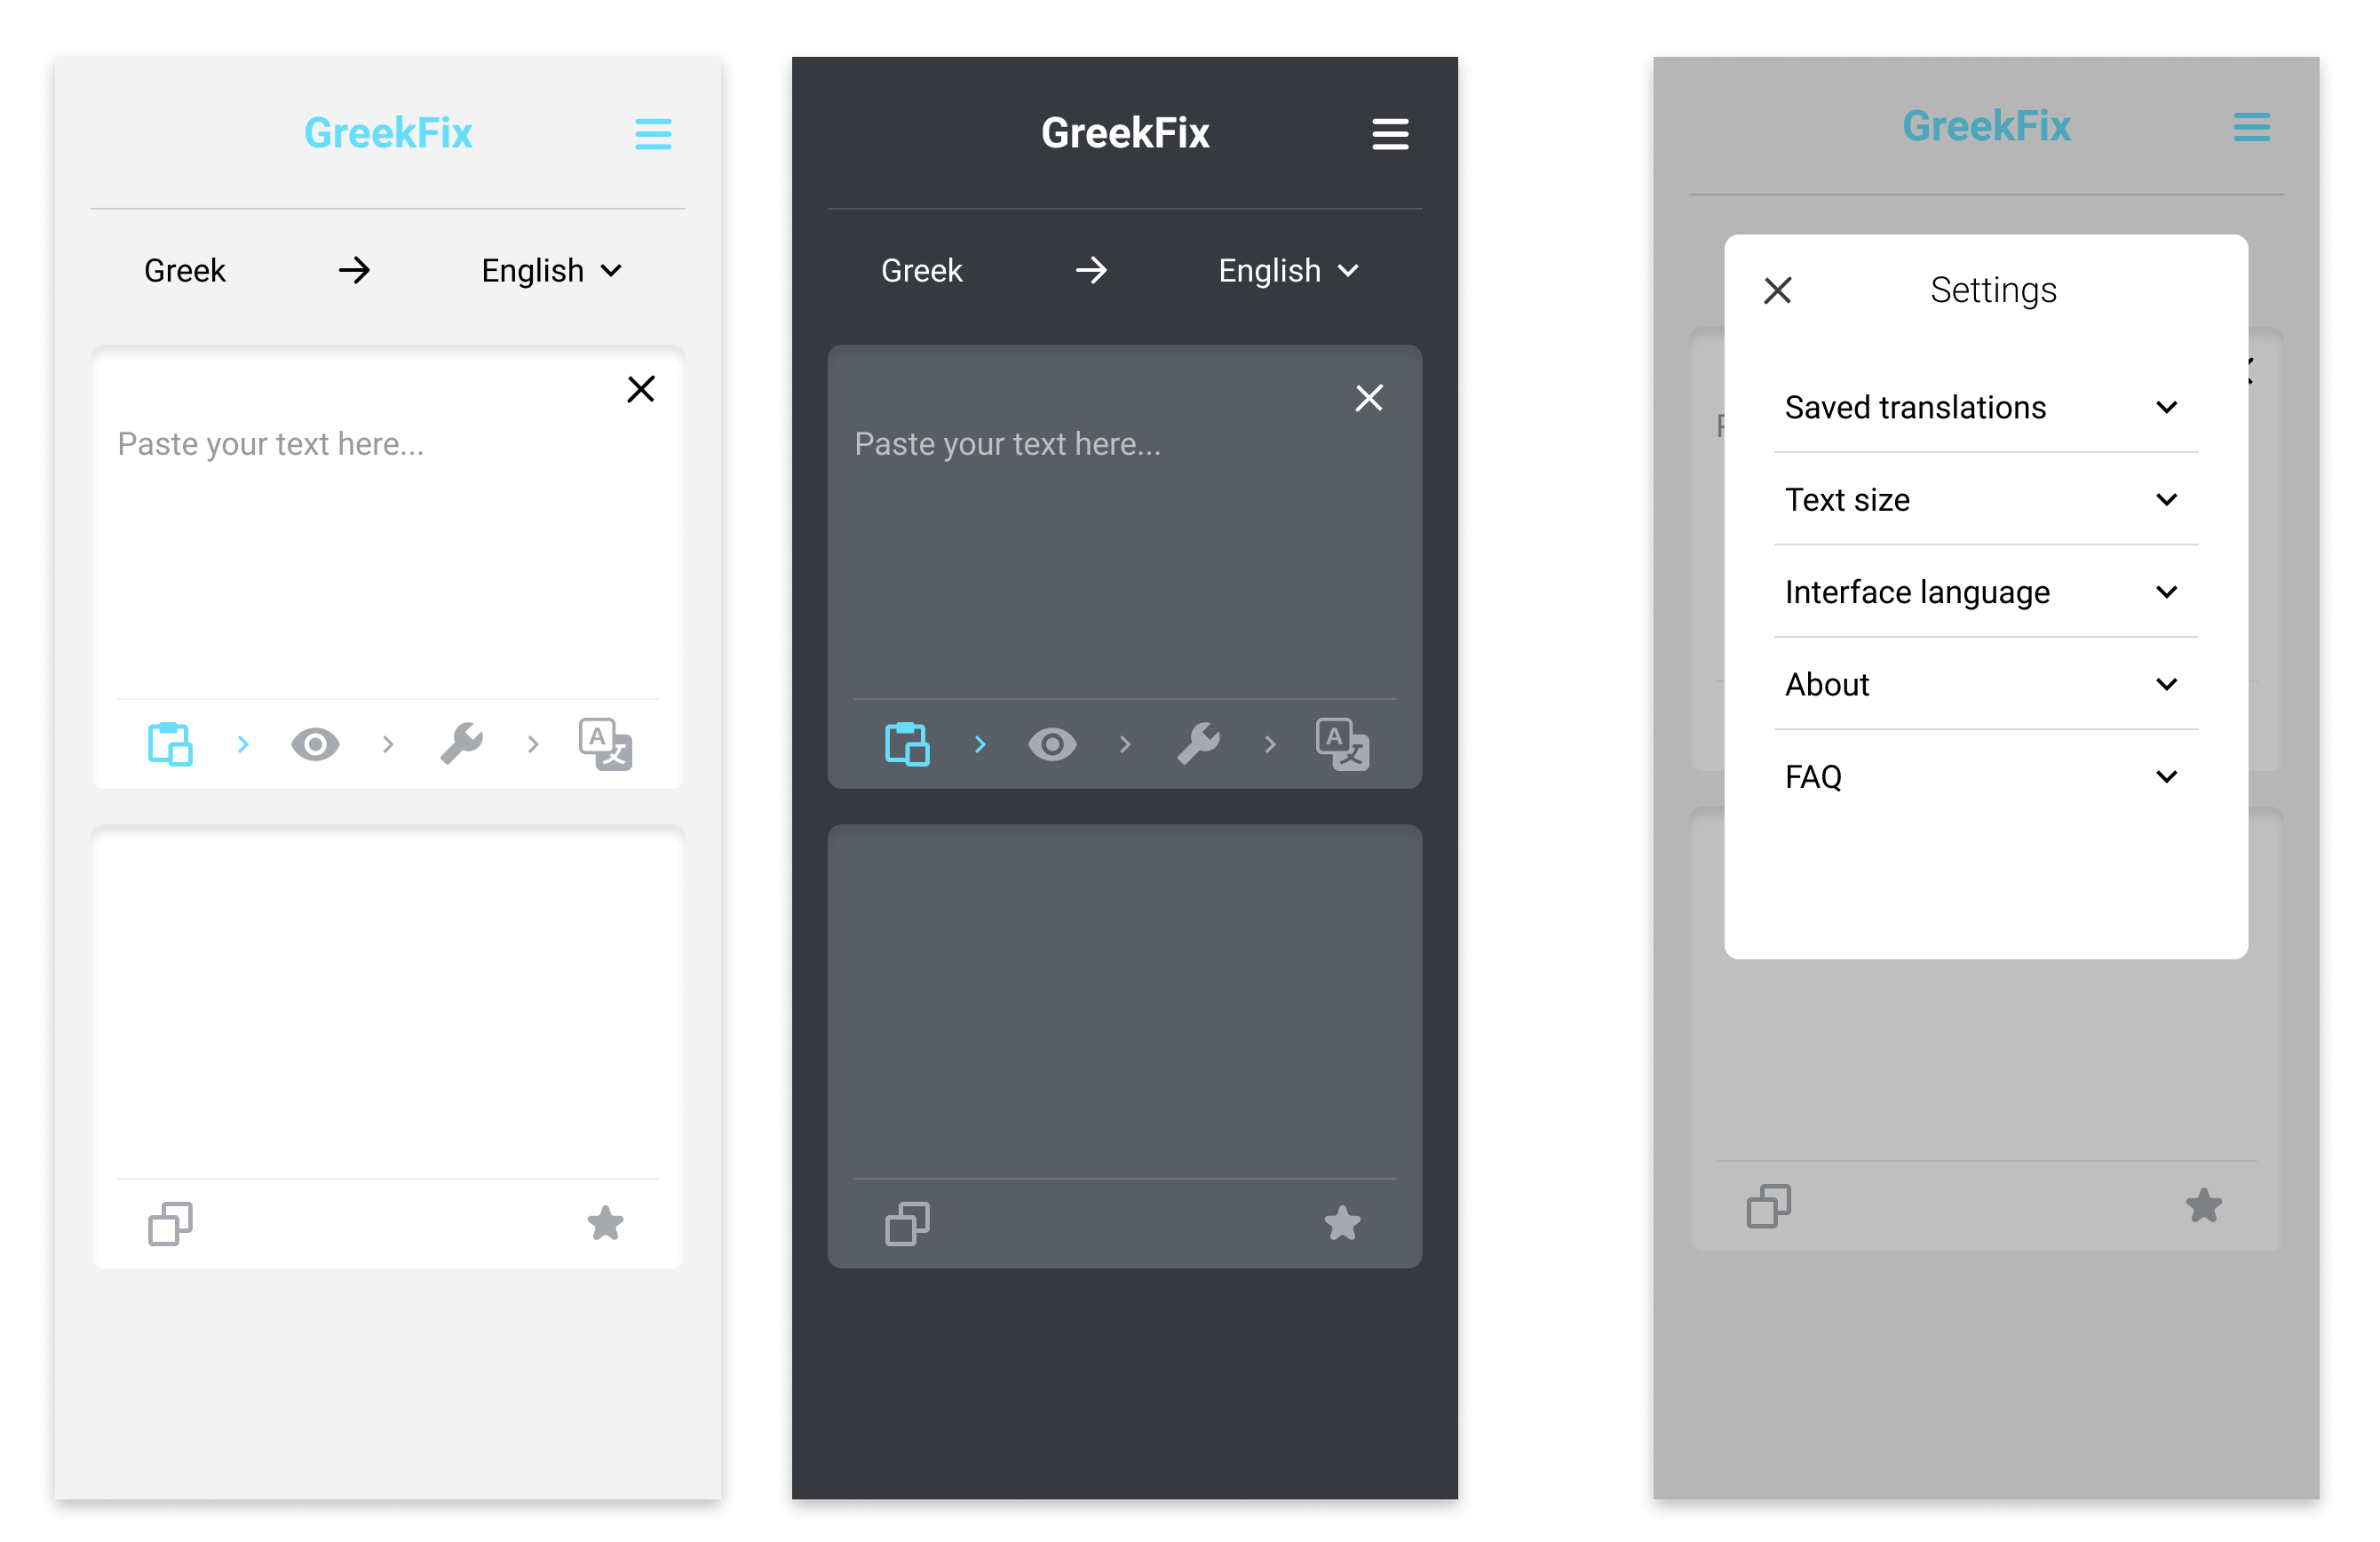 GreekFix
Greek
English
Paste your text here...
A
GreekFix
Greek
English
Paste your text here...
A
GreekFix
Settings
Saved translations
Text size
Interface language
About
FAQ